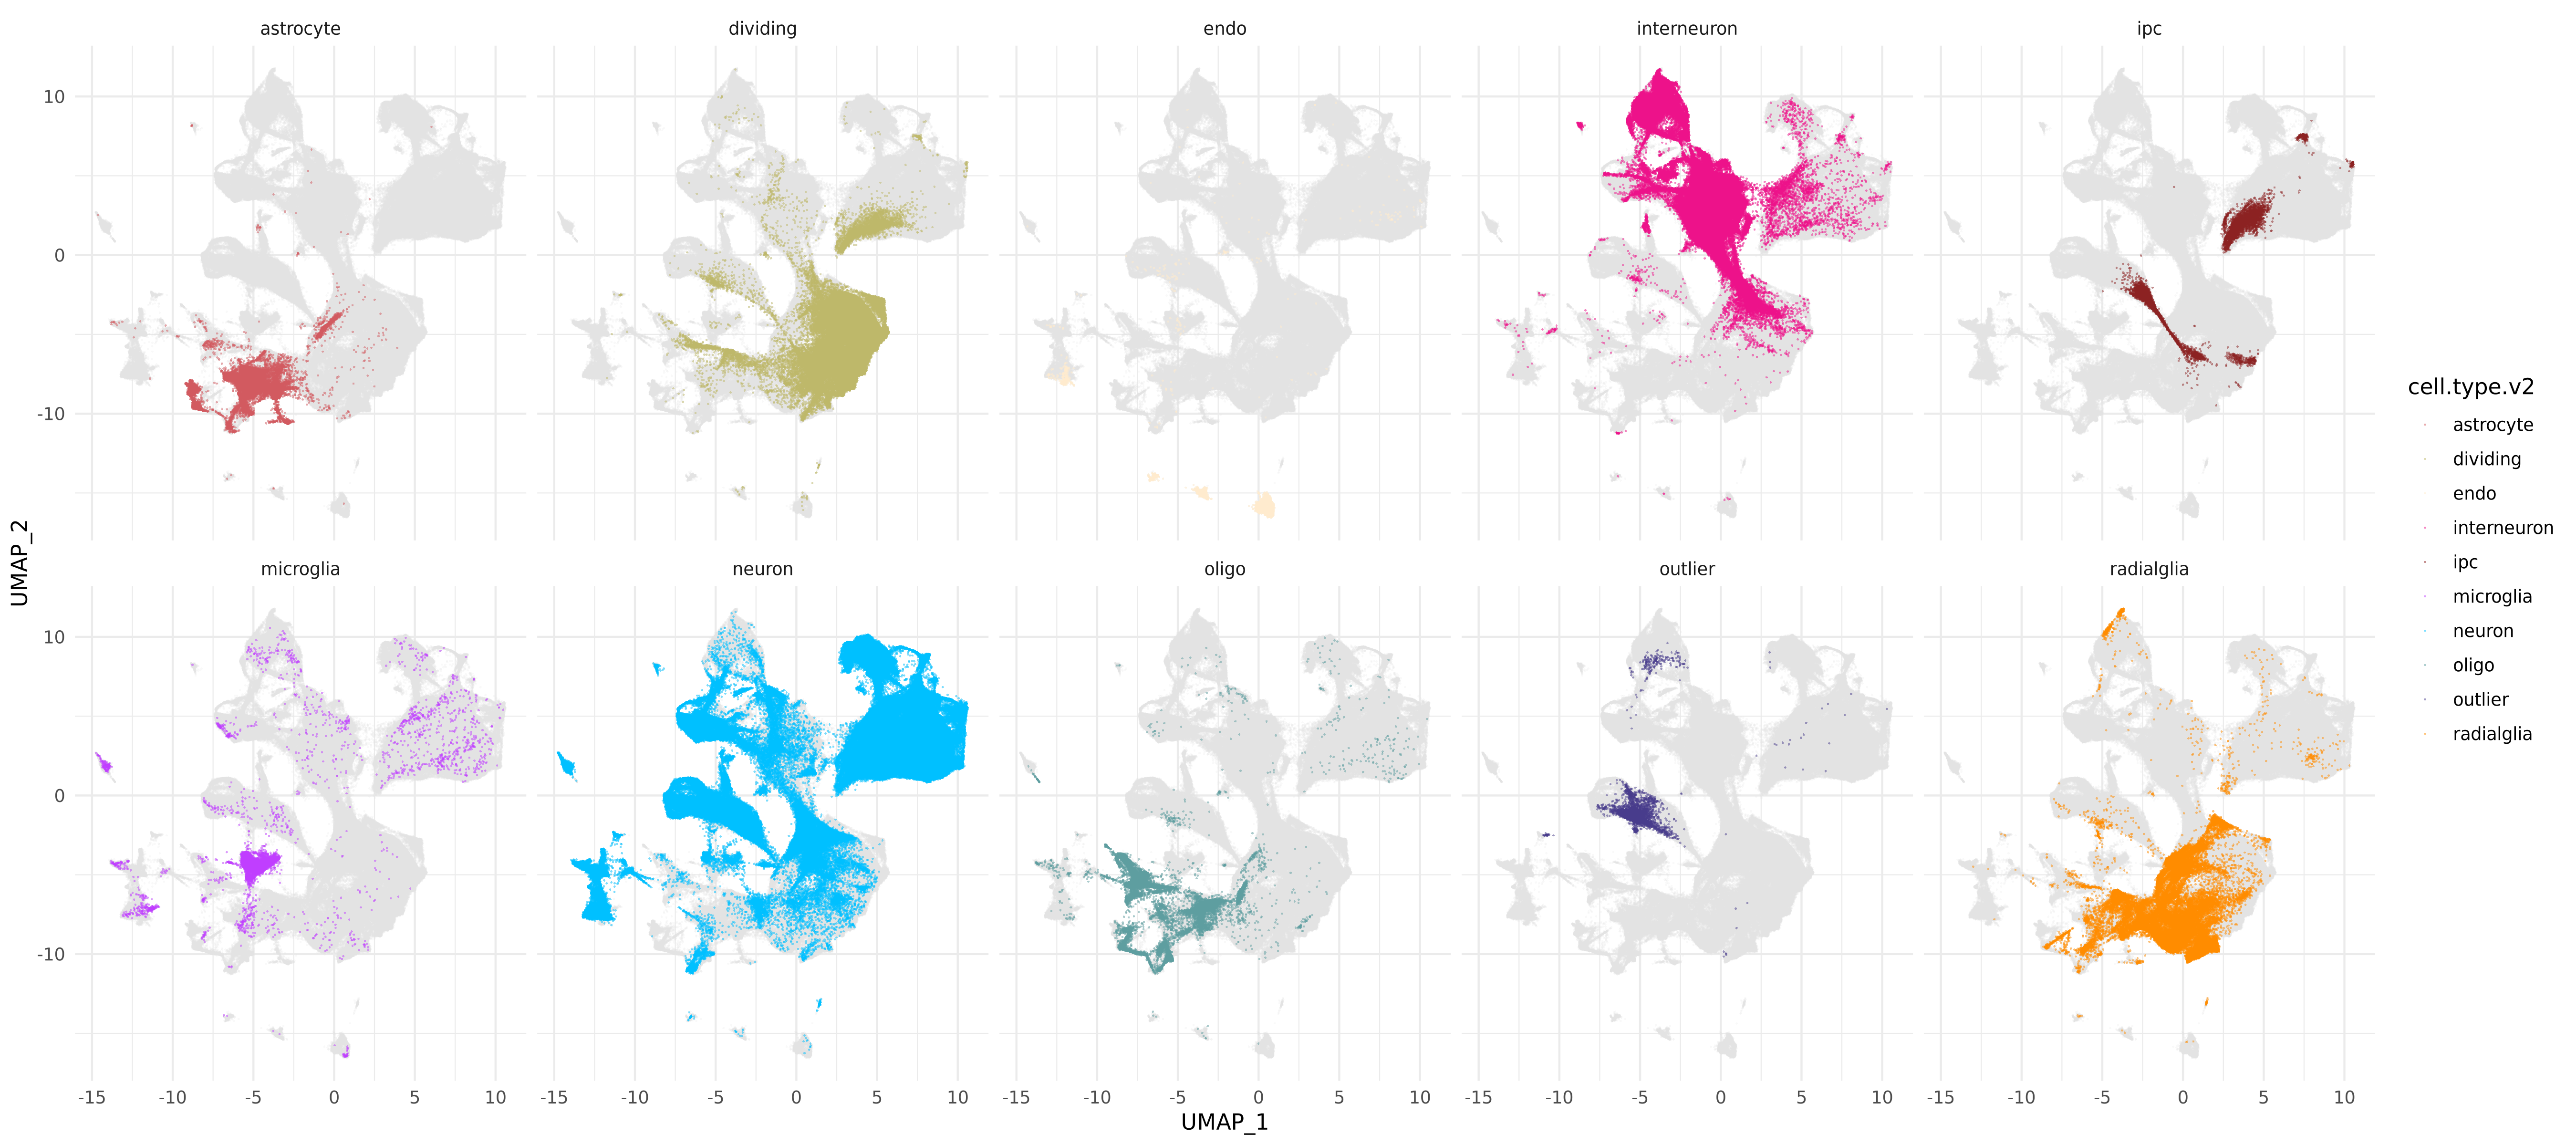 astrocyte
dividing
endo
interneuron
ipc
10
0
-10
UMAP_2
microglia
neuron
oligo
outlier
radialglia
10
0
-10
-15 -10 -5 0 5 10
-15 -10 -5 0 5 10
-15 -10 -5 0 5 10
-15 -10 -5 0 5 10
-15 -10 -5 0 5 10
UMAP_1
cell.type.v2
astrocyte
dividing
endo
interneuron
ipc
microglia
neuron
oligo
outlier
radialglia